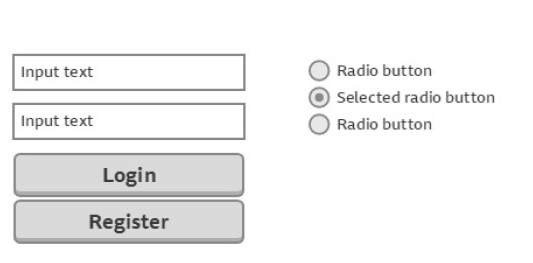 Input text
Input text
Login
Register
Radio button
Selected radio button
Radio button